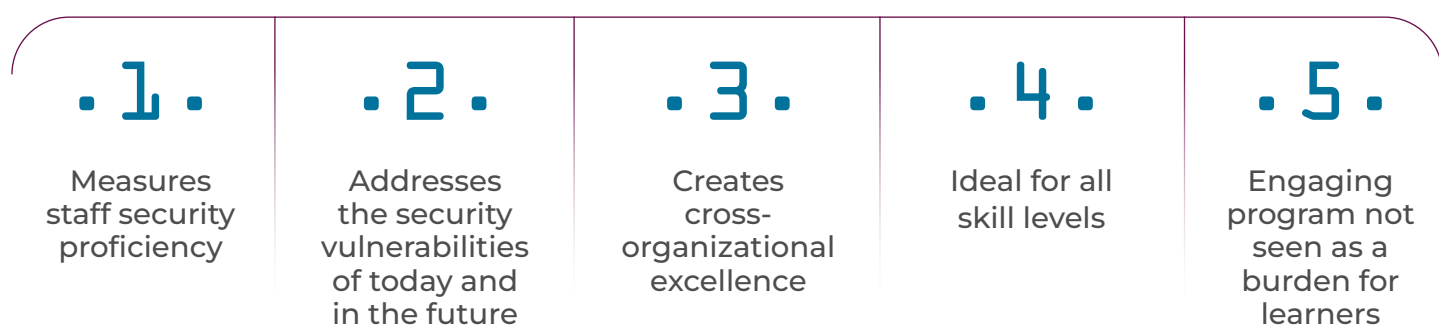 .1.
Measures
staff security
proficiency
.2.
Addresses
the security
vulnerabilities
of today and
in the future
.3.
Creates
cross-
organizational
excellence
.4.
Ideal for all
skill levels
.5.
Engaging
program not
seen as a
burden for
learners